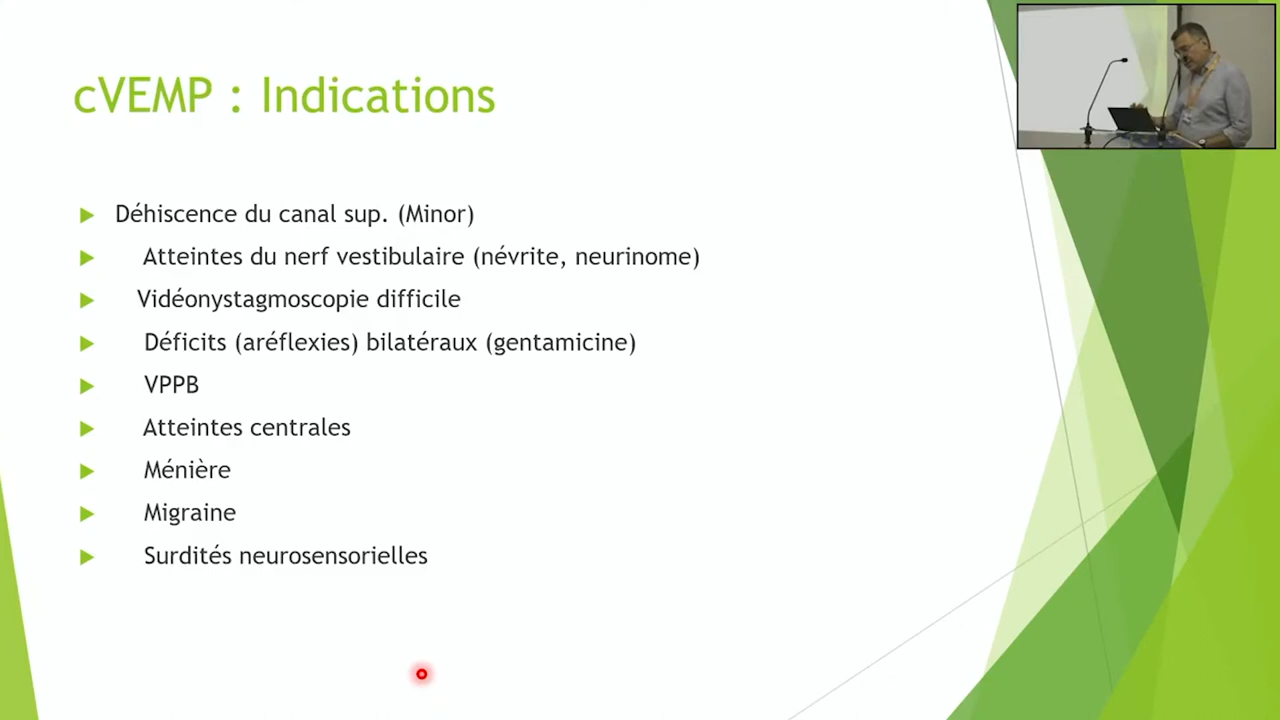 cVEMP : Indications
Déhiscence du canal sup. (Minor)
Atteintes du nerf vestibulaire (névrite, neurinome)
Vidéonystagmoscopie difficile
Déficits (aréflexies) bilatéraux (gentamicine)
VPPB
Atteintes centrales
Ménière
Migraine
Surdités neurosensorielles